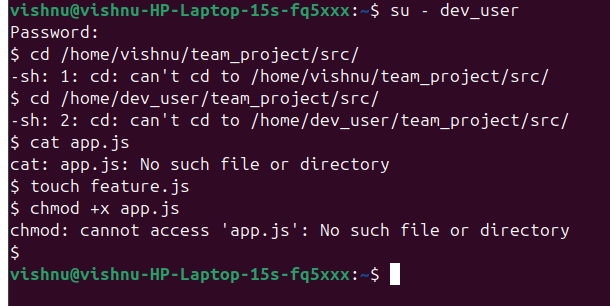 vishnu@vishnu-HP-Laptop-15s-fq5xxx:~$ su - dev_user
Password:
$ cd /home/vishnu/team_project/src/
-sh: 1: cd: can't cd to /home/vishnu/team_project/src/
$ cd /home/dev_user/team_project/src/
-sh: 2: cd: can't cd to /home/dev_user/team_project/src/
$ cat app.js
cat: app.js: No such file or directory
$ touch feature.js
$ chmod +x app.js
chmod: cannot access 'app.js': No such file or directory
$
vishnu@vishnu-HP-Laptop-15s-fq5xxx:~$